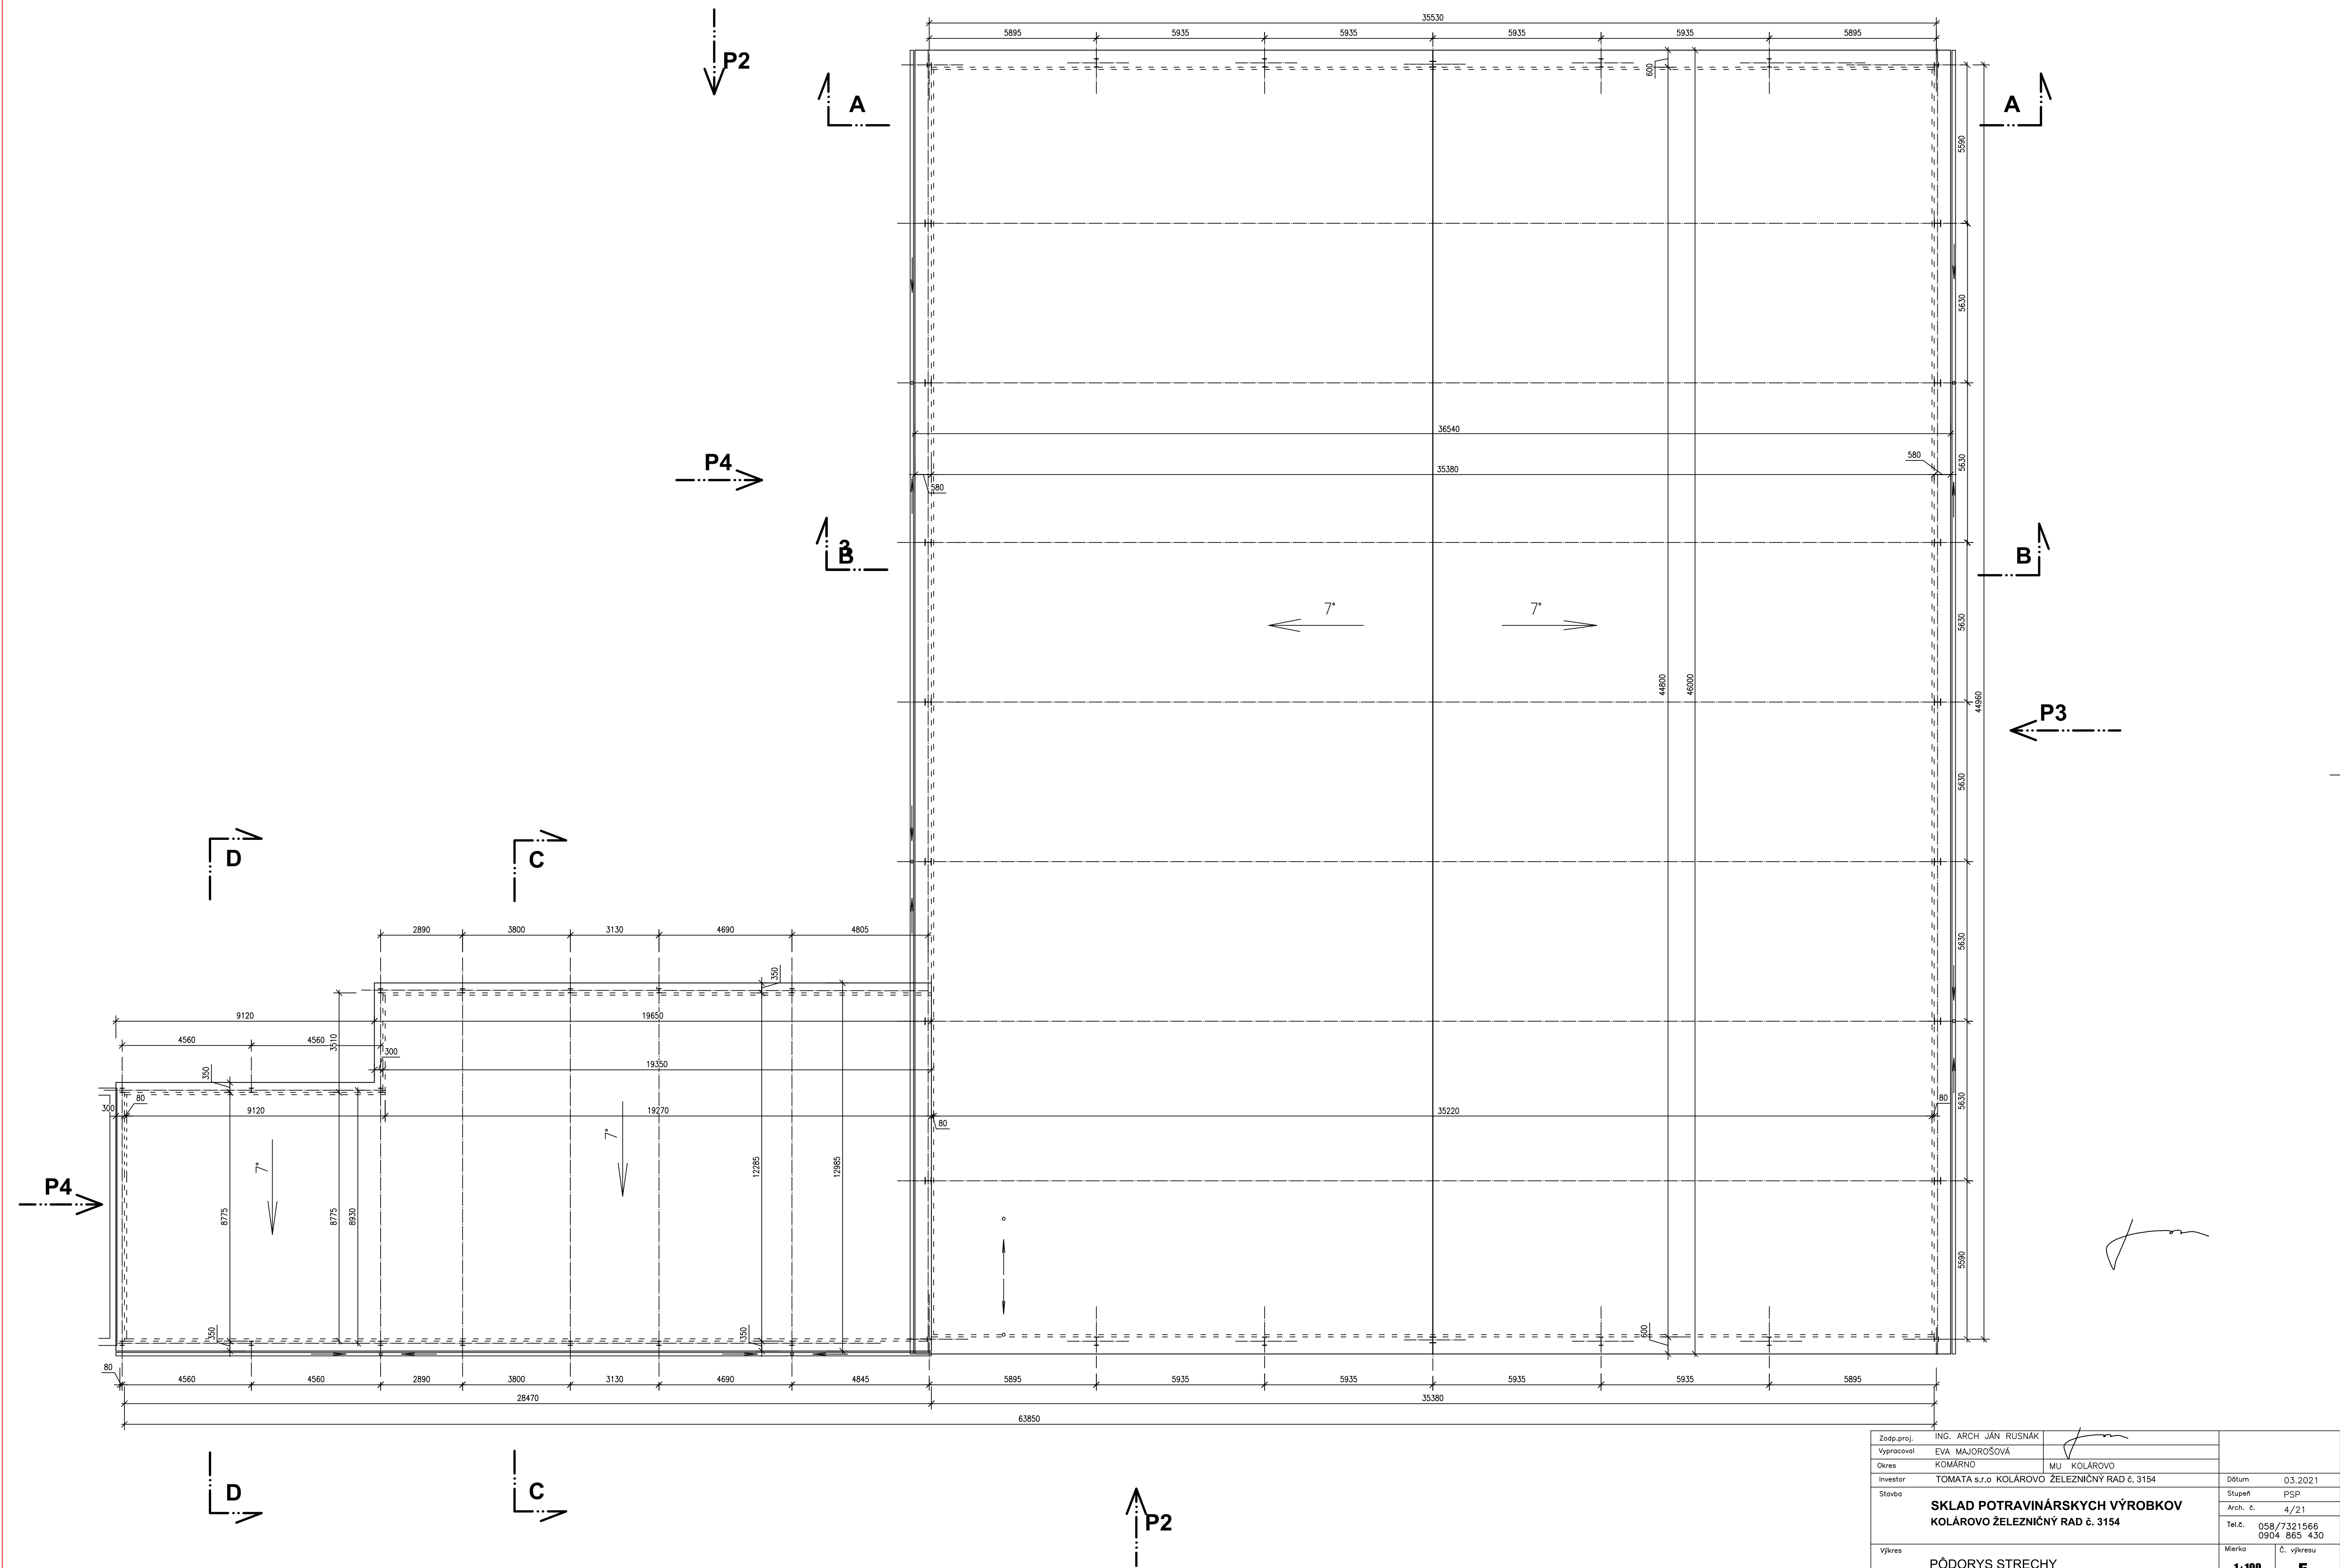 35530
5895 5935 5935 5935 5935 5895
P2
600
A A
5590
5630
36540
P4
580
35380
5630
580
3
B B
7° 7°
5630
44800
46000
44960
P3
5630
D C
2890 3800 3130 4690 4805
5630
350
9120 19650
4560 4560
3510
300
350
19350
80
300
9120 19270 35220
80
80
5630
7°
7°
12285
12985
P4
8775
8775
8930
5590
350
350
600
80
4560 4560 2890 3800 3130 4690 4845 5895 5935 5935 5935 5935 5895
28470 35380
63850
D C
P2
Zodp.proj. ING. ARCH JÁN RUSNÁK
Vypracoval EVA MAJOROŠOVÁ
Okres KOMÁRNO MU KOLÁROVO
Investor TOMATA s.r,o KOLÁROVO ŽELEZNIČNÝ RAD č. 3154
Dátum 03.2021
Stavba
SKLAD POTRAVINÁRSKYCH VÝROBKOV
KOLÁROVO ŽELEZNIČNÝ RAD č. 3154
Stupeň PSP
Arch. č. 4/21
Tel.č. 058/7321566
0904 865 430
Výkres
PÔDORYS STRECHY
Mierka Č. výkresu
1:100 5